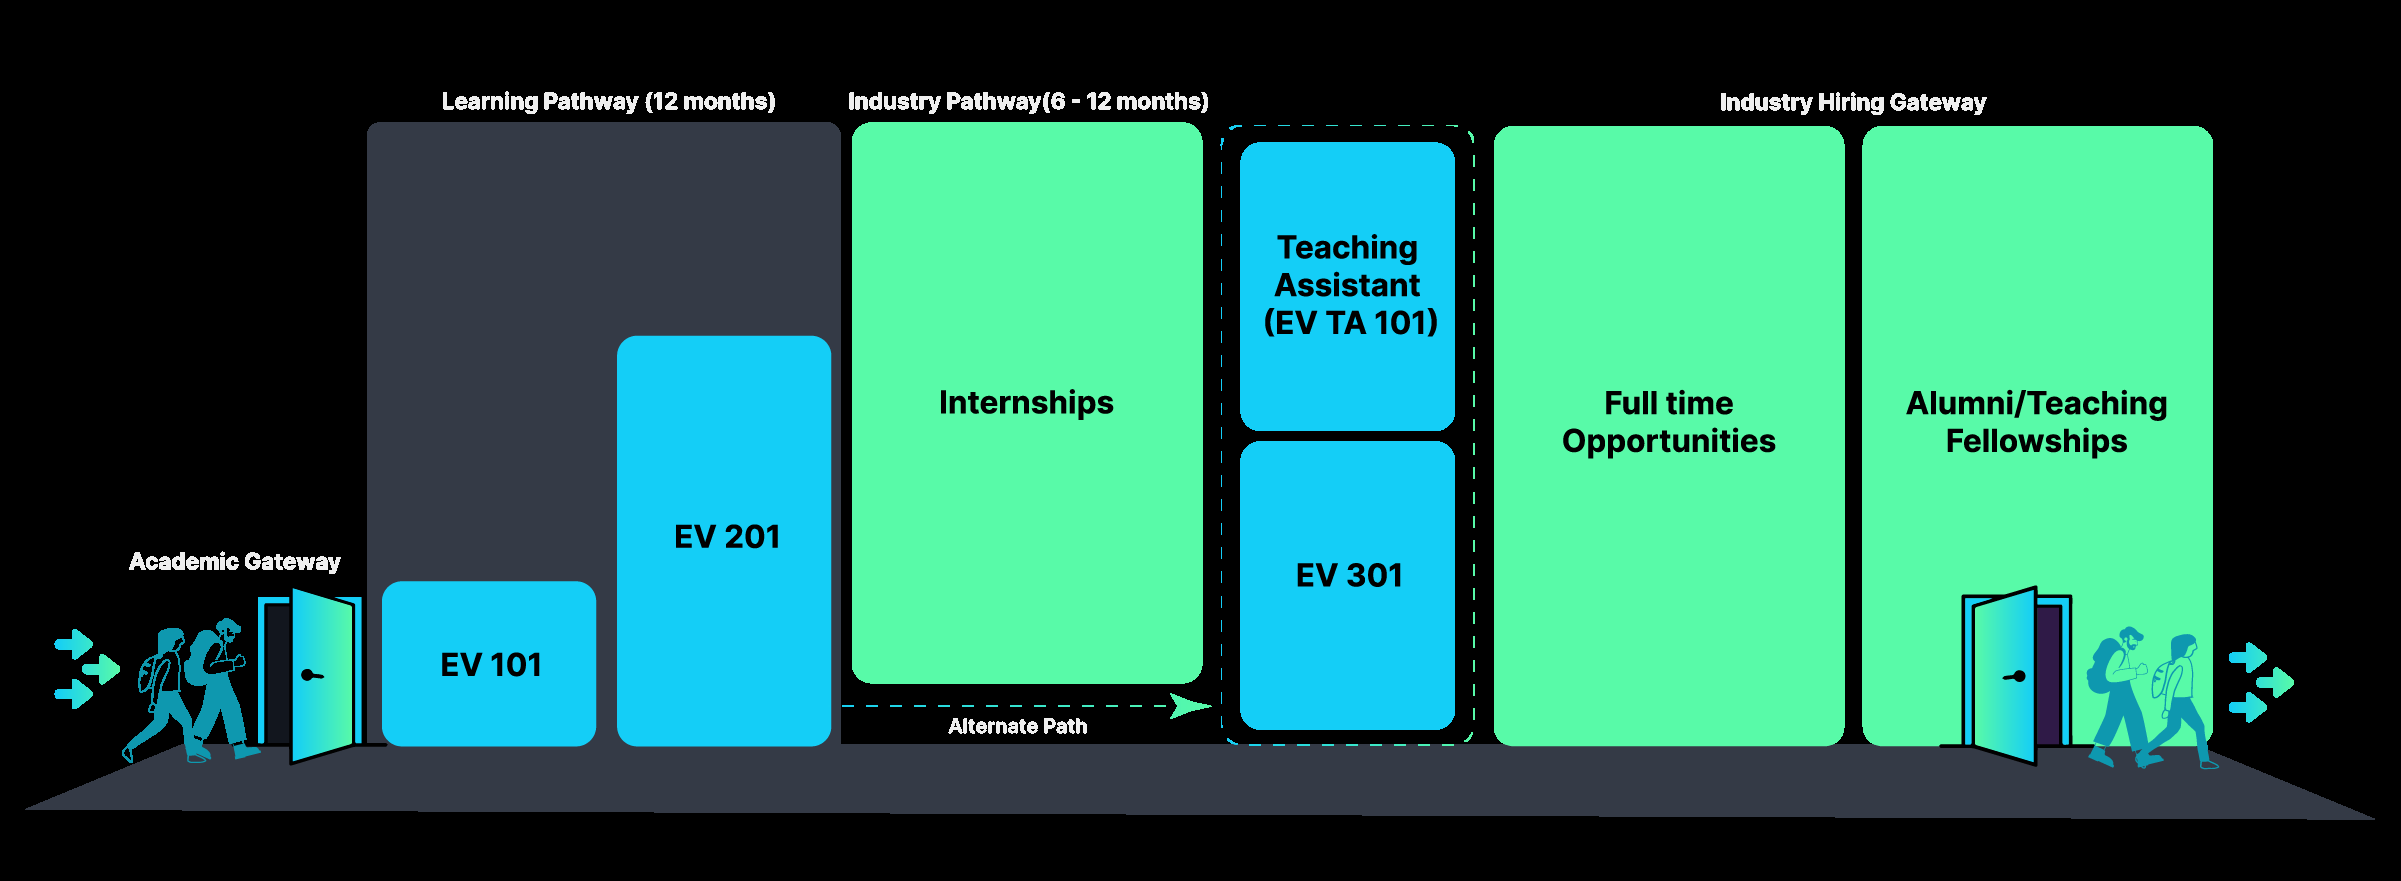 Learning Pathway (12 months)
Industry Pathway(6 - 12 months)
Industry Hiring Gateway
Academic Gateway
EV 101
EV 201
Internships
Alternate Path
Teaching
Assistant
(EV TA 101)
EV 301
Full time
Opportunities
Alumni/Teaching
Fellowships